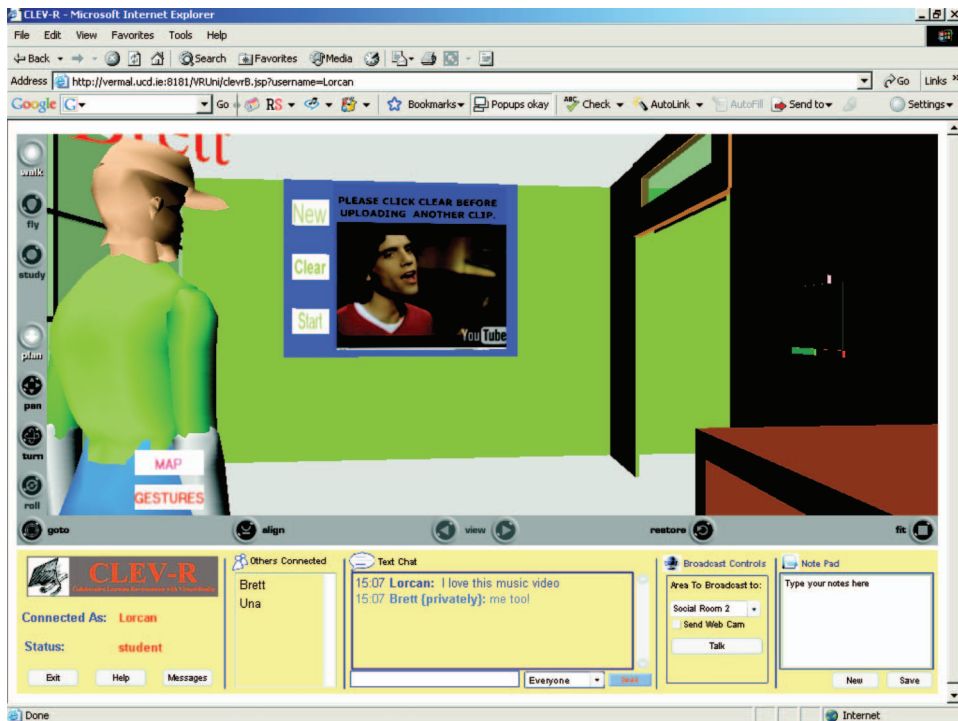 CLEV-R - Microsoft Internet Explorer
File Edit View Favorites Tools Help
Back Search Favorites Media
Address http://vermal.ucd.ie:8181/VRUni/clevrB.jsp?username=Lorcan Go Links »
Google G Go RS Bookmarks Popups okay ABC Check AutoLink AutoFill Send to Settings
Brett
walk
fly
study
plan
pan
turn
roll
New
Clear
Start
PLEASE CLICK CLEAR BEFORE
UPLOADING ANOTHER CLIP.
YouTube
MAP
GESTURES
goto align view restore fit
CLEV-R
Connected As: Lorcan
Status: student
Exit Help Messages
Others Connected
Brett
Una
Text Chat
15:07 Lorcan: I love this music video
15:07 Brett {privately}: me too!
Everyone
Broadcast Controls
Area To Broadcast to:
Social Room 2
Send Web Cam
Talk
Note Pad
Type your notes here
New Save
Done Internet